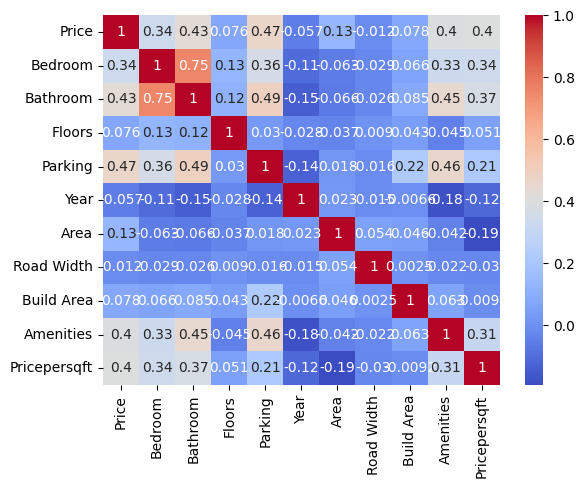 Price 1 0.34 0.43 0.076 0.47 -0.057 0.13 -0.012 0.078 0.4 0.4
Bedroom 0.34 1 0.75 0.13 0.36 -0.11 -0.063 -0.029 0.066 0.33 0.34
Bathroom 0.43 0.75 1 0.12 0.49 -0.15 -0.066 -0.026 0.085 0.45 0.37
Floors 0.076 0.13 0.12 1 0.03 -0.028 -0.037 0.009 0.043 -0.045 0.051
Parking 0.47 0.36 0.49 0.03 1 -0.14 0.018 -0.016 0.22 0.46 0.21
Year -0.057 -0.11 -0.15 -0.028 -0.14 1 0.023 -0.015 -0.0066 -0.18 -0.12
Area 0.13 -0.063 -0.066 -0.037 0.018 0.023 1 0.054 0.046 -0.042 -0.19
Road Width -0.012 -0.029 -0.026 0.009 -0.016 -0.015 0.054 1 0.0025 -0.022 -0.03
Build Area 0.078 0.066 0.085 0.043 0.22 -0.0066 0.046 0.0025 1 0.063 -0.009
Amenities 0.4 0.33 0.45 -0.045 0.46 -0.18 -0.042 -0.022 0.063 1 0.31
Pricepersqft 0.4 0.34 0.37 0.051 0.21 -0.12 -0.19 -0.03 -0.009 0.31 1
Price
Bedroom
Bathroom
Floors
Parking
Year
Area
Road Width
Build Area
Amenities
Pricepersqft
1.0
0.8
0.6
0.4
0.2
0.0